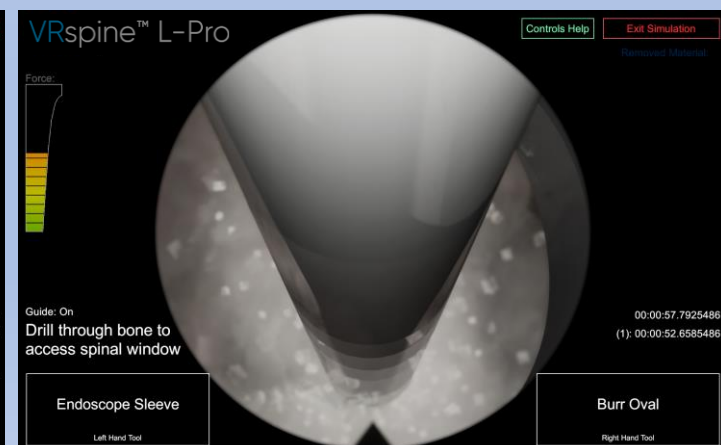 VRspine™ L-Pro
Controls Help
Exit Simulation
Removed Material:
Force:
Guide: On
Drill through bone to
access spinal window
00:00:57.7925486
(1): 00:00:52.6585486
Endoscope Sleeve
Left Hand Tool
Burr Oval
Right Hand Tool